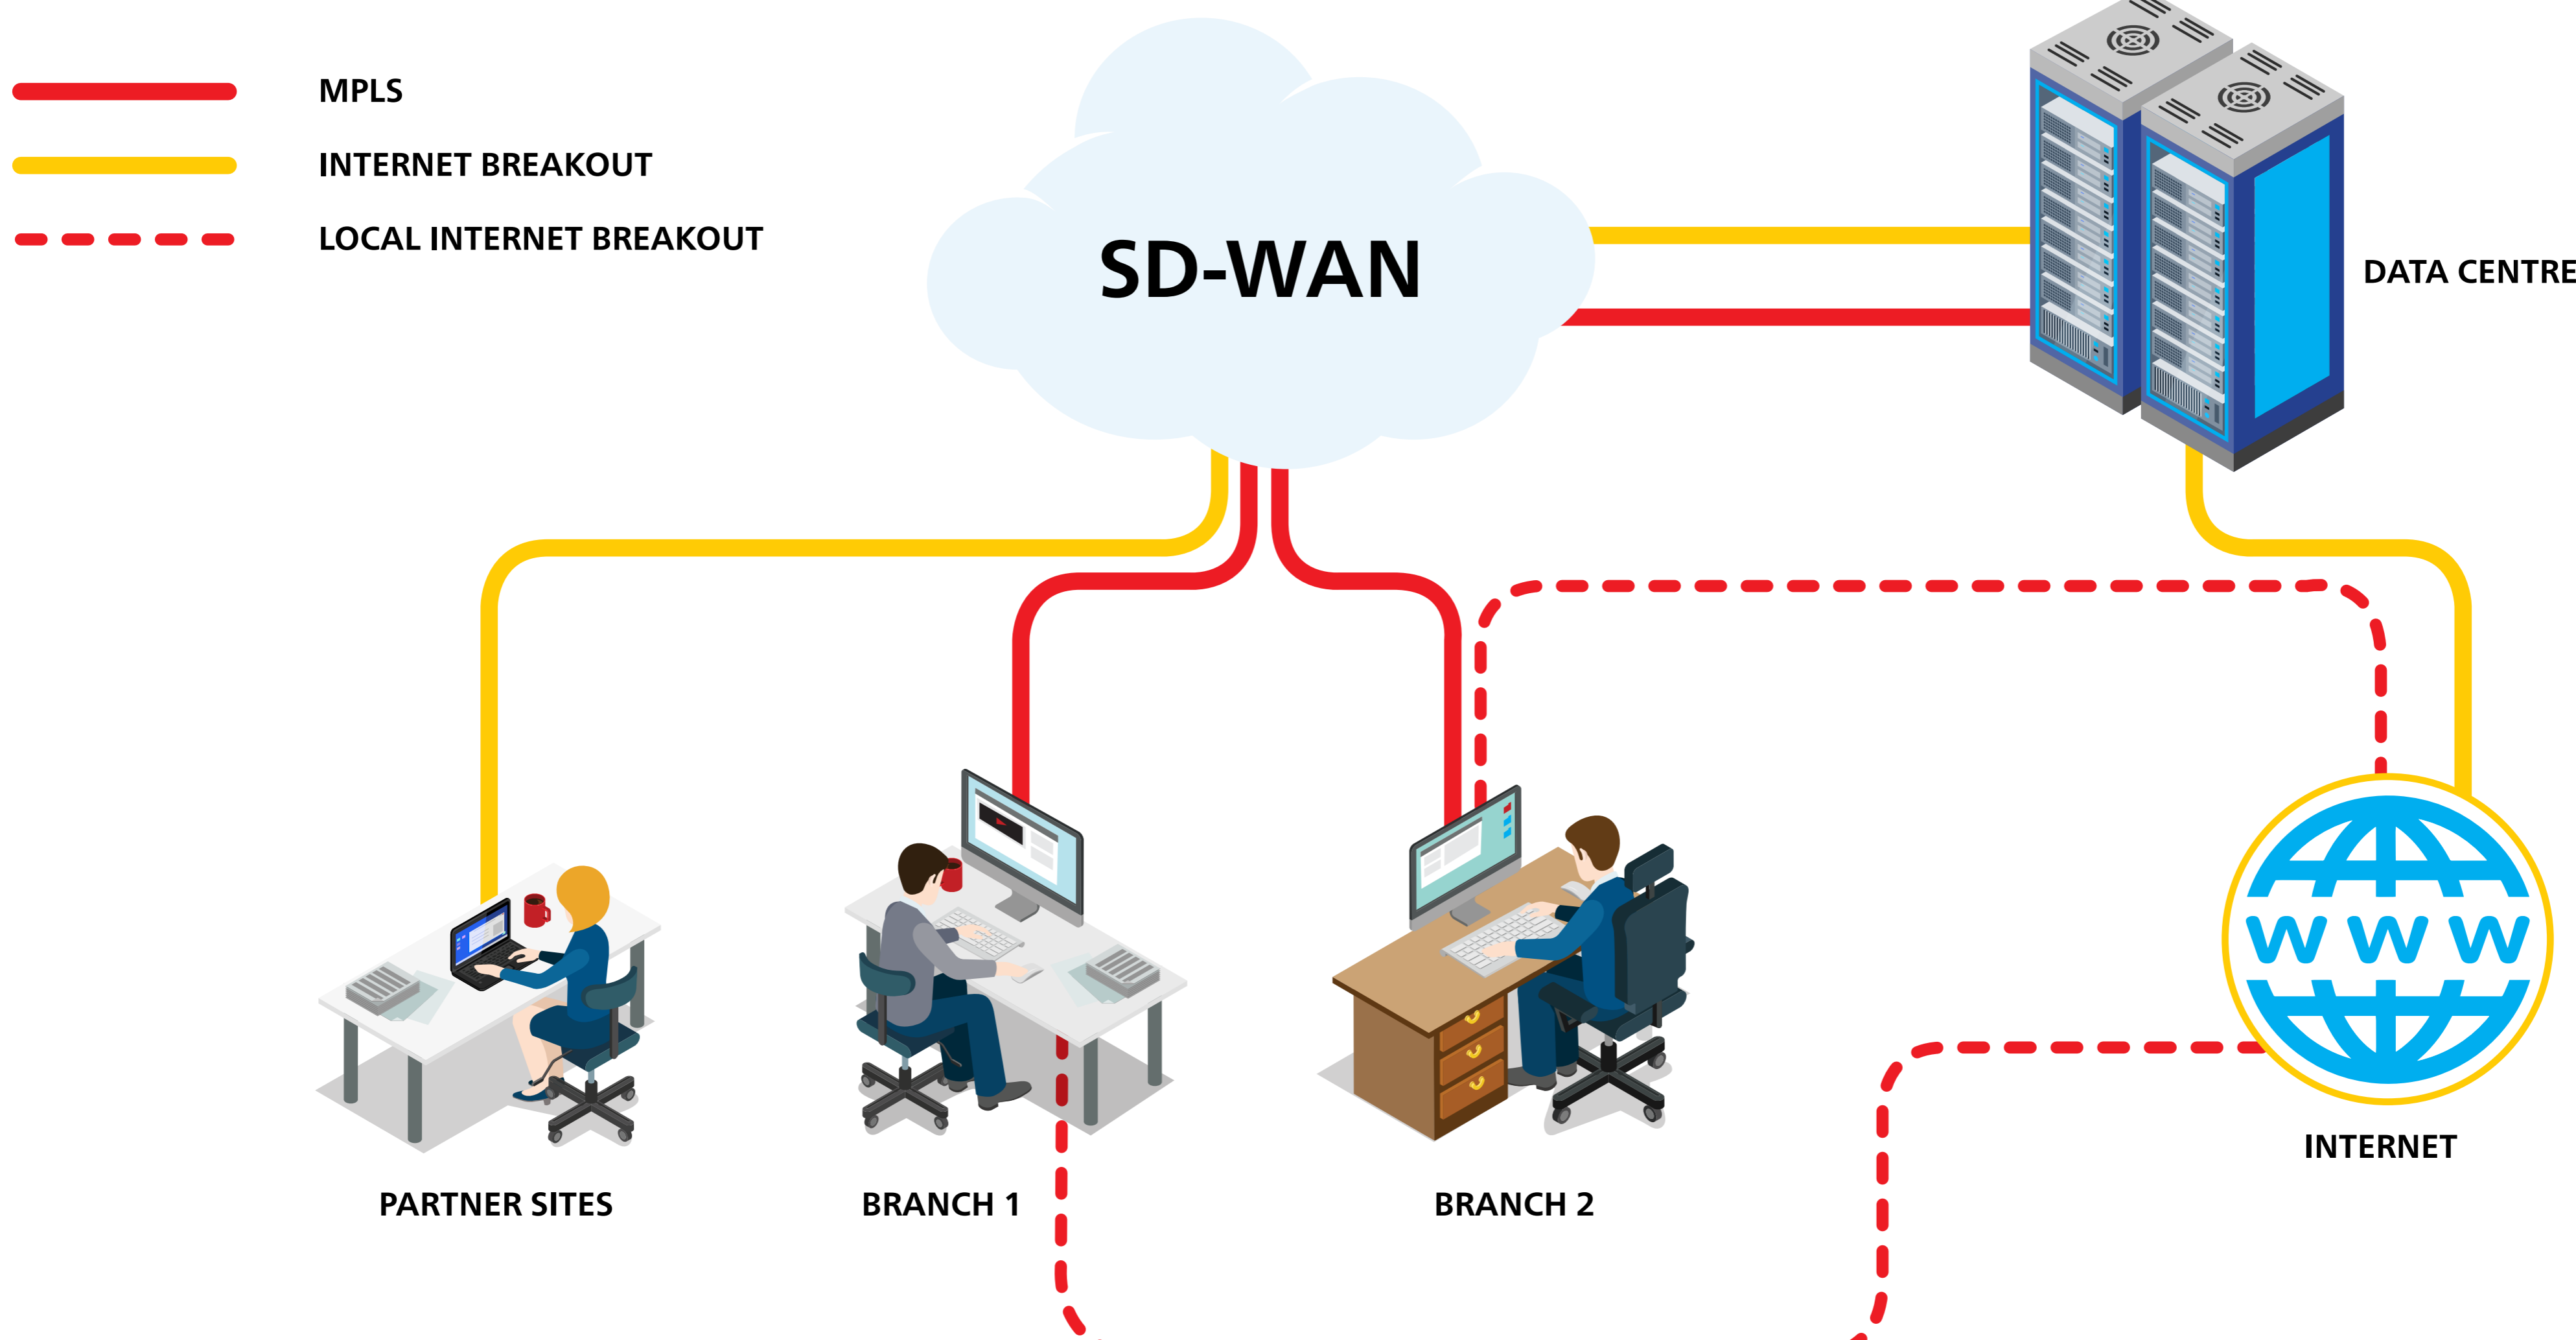 MPLS
INTERNET BREAKOUT
LOCAL INTERNET BREAKOUT
SD-WAN
DATA CENTRE
www
INTERNET
PARTNER SITES
BRANCH 1
BRANCH 2